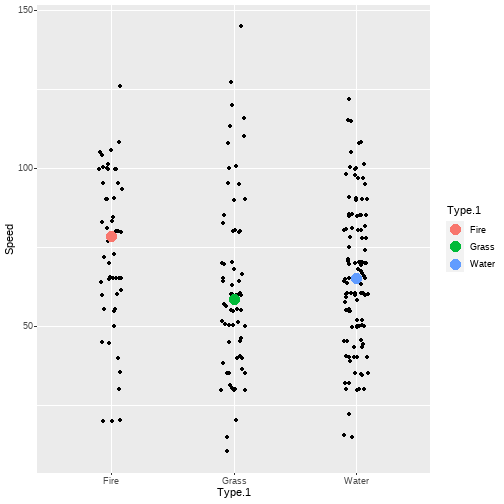 150
100
50
Speed
Fire
Grass
Water
Type.1
Type.1
Fire
Grass
Water